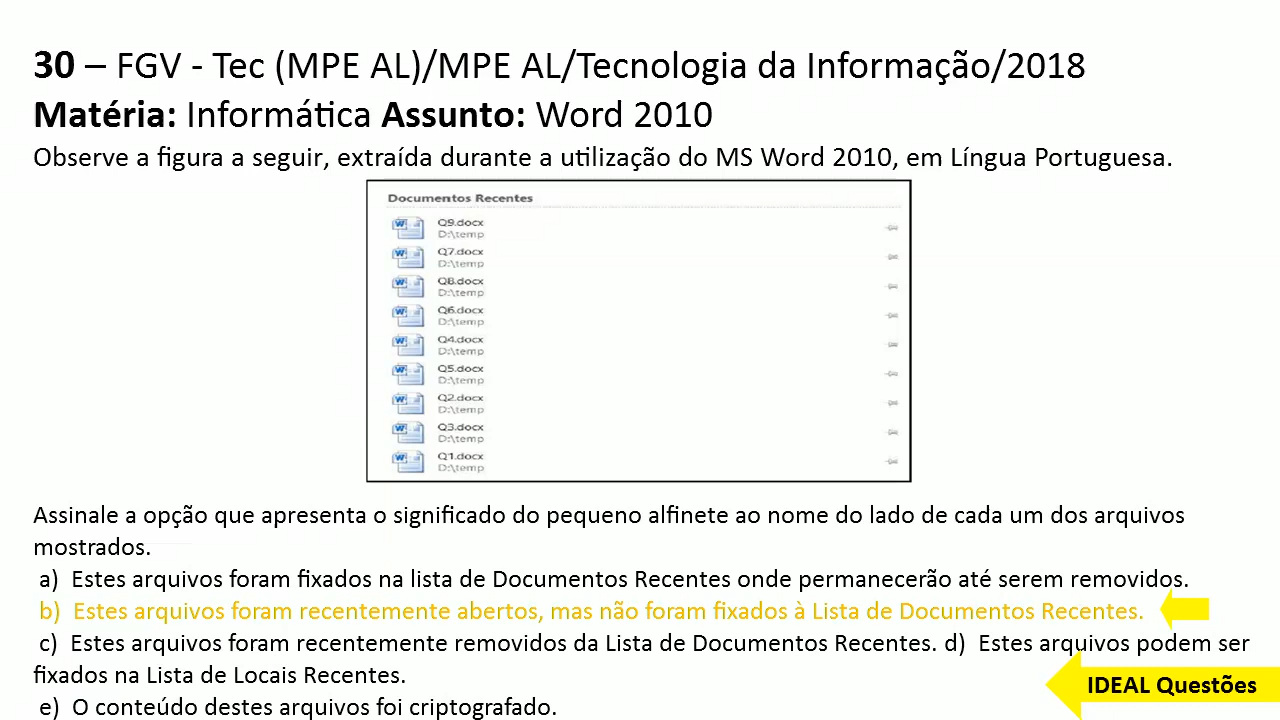 30 – FGV - Tec (MPE AL)/MPE AL/Tecnologia da Informação/2018
Matéria: Informática Assunto: Word 2010
Observe a figura a seguir, extraída durante a utilização do MS Word 2010, em Língua Portuguesa.
Documentos Recentes
Q9.docx
D:\temp
Q7.docx
D:\temp
Q8.docx
D:\temp
Q6.docx
D:\temp
Q4.docx
D:\temp
Q5.docx
D:\temp
Q2.docx
D:\temp
Q3.docx
D:\temp
Q1.docx
D:\temp
Assinale a opção que apresenta o significado do pequeno alfinete ao nome do lado de cada um dos arquivos
mostrados.
a) Estes arquivos foram fixados na lista de Documentos Recentes onde permanecerão até serem removidos.
b) Estes arquivos foram recentemente abertos, mas não foram fixados à Lista de Documentos Recentes.
c) Estes arquivos foram recentemente removidos da Lista de Documentos Recentes. d) Estes arquivos podem ser
fixados na Lista de Locais Recentes.
IDEAL Questões
e) O conteúdo destes arquivos foi criptografado.